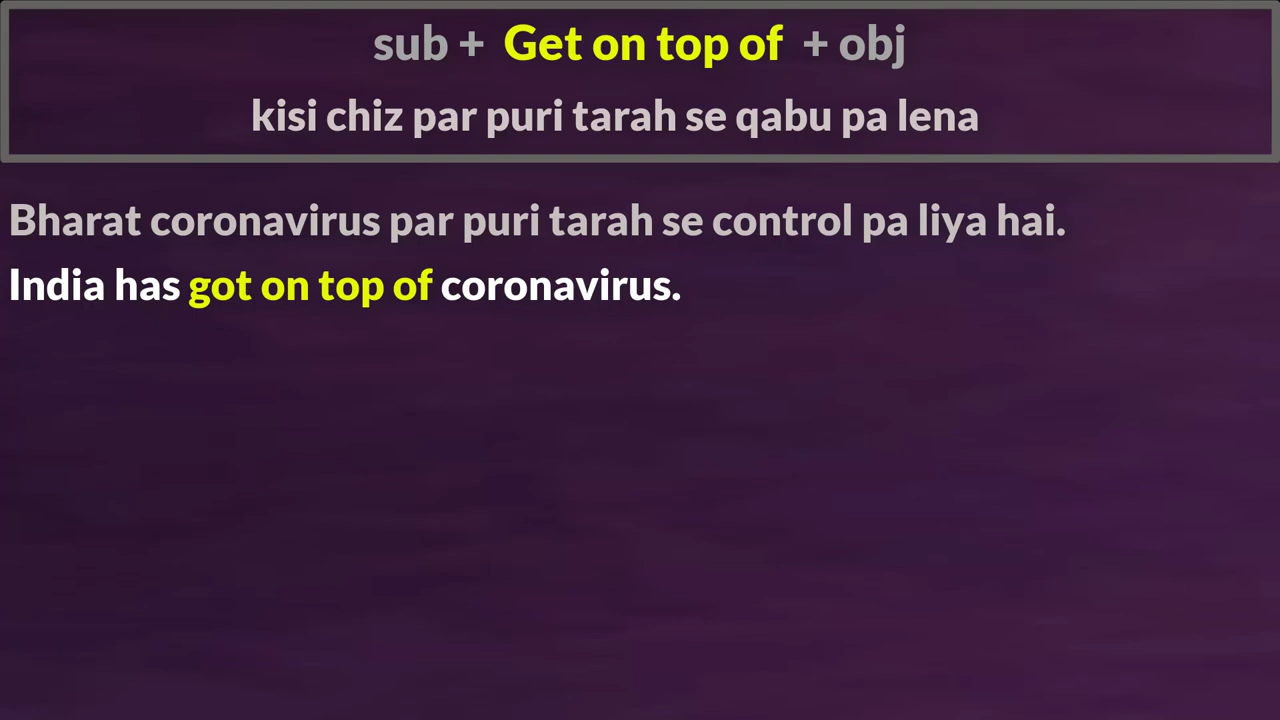 sub + Get on top of + obj
kisi chiz par puri tarah se qabu pa lena
Bharat coronavirus par puri tarah se control pa liya hai.
India has got on top of coronavirus.